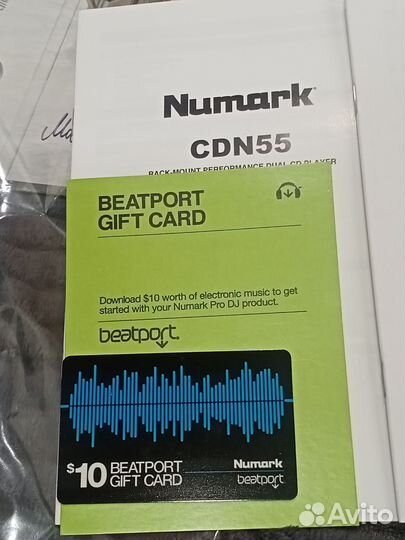 Numark
CDN55
RACK-MOUNT PERFORMANCE DUAL CD PLAYER
BEATPORT
GIFT CARD
Download $10 worth of electronic music to get
started with your Numark Pro DJ product.
beatport
$10 BEATPORT
GIFT CARD
Numark
beatport
Avito